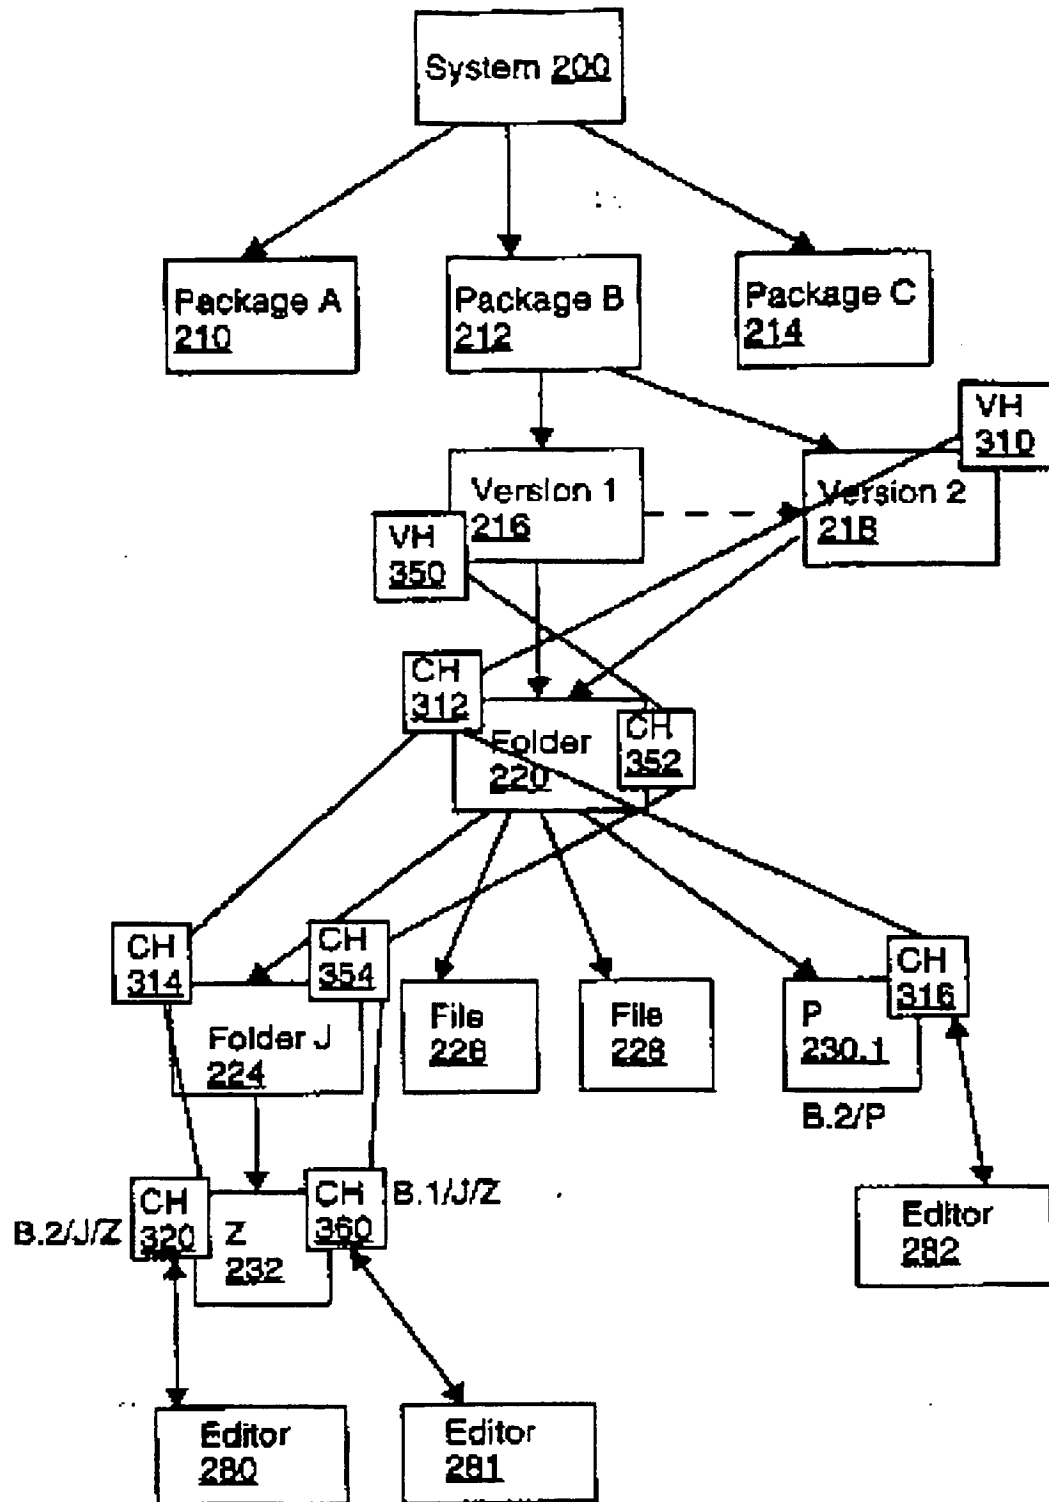 System 200
Package A
210
Package B
212
Package C
214
VH
310
Version 1
216
Version 2
218
VH
350
CH
312
Folder
220
CH
352
CH
314
CH
354
File
228
File
228
P
230.1
CH
316
Folder J
224
B.2/P
CH
320
Z
232
CH
360
B.1/J/Z
B.2/J/Z
Editor
282
Editor
280
Editor
281